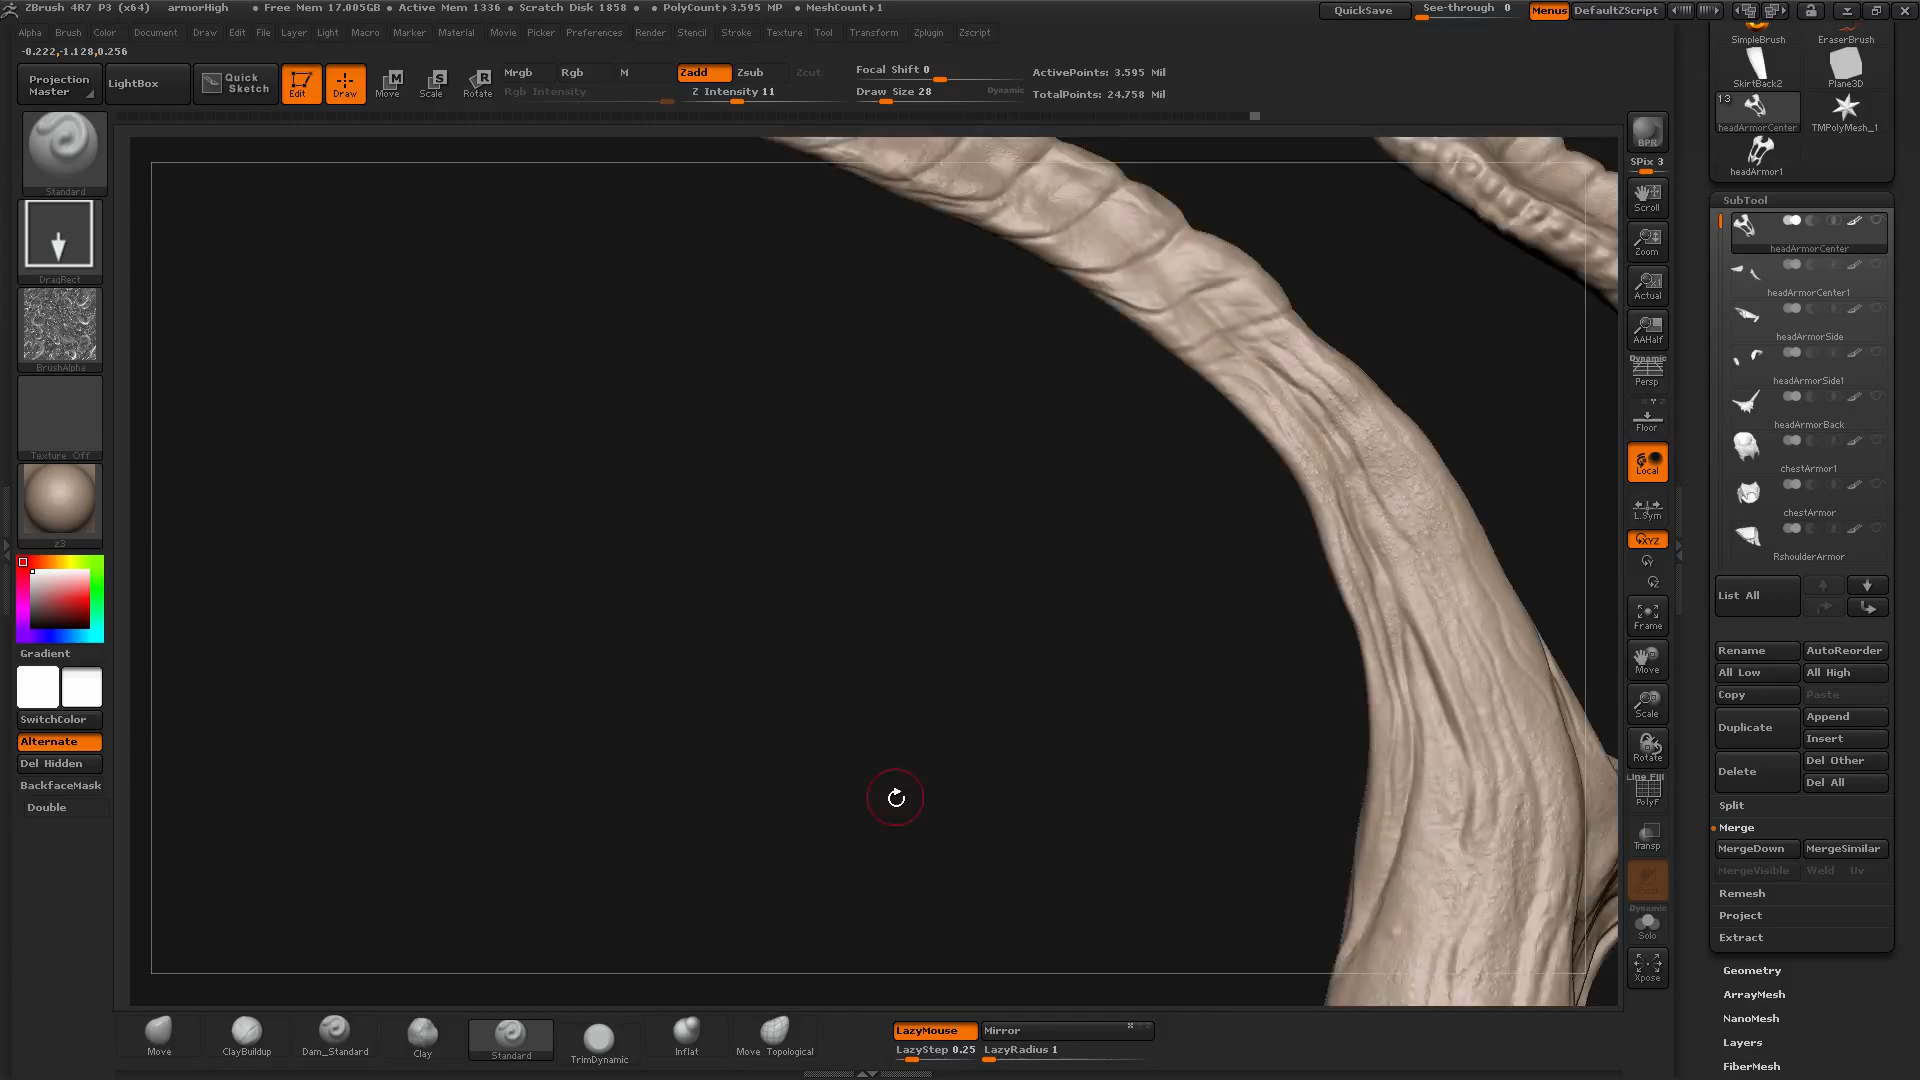 ZBrush 4R7 P3 (x64) armorHigh • Free Mem 17.005GB • Active Mem 1336 • Scratch Disk 1858 • • PolyCount▸3.595 MP • MeshCount▸1
QuickSave See-through 0 Menus DefaultZScript
Alpha Brush Color Document Draw Edit File Layer Light Macro Marker Material Movie Picker Preferences Render Stencil Stroke Texture Tool Transform Zplugin Zscript
-0.222,-1.128,0.256
Projection Master
LightBox
Quick Sketch
Edit
Draw
Move
Scale
Rotate
Mrgb Rgb M
Rgb Intensity
Zadd Zsub Zcut
Z Intensity 11
Focal Shift 0
Draw Size 28 Dynamic
ActivePoints: 3.595 Mil
TotalPoints: 24.758 Mil
Standard
DragRect
BrushAlpha
Texture Off
z3
Gradient
SwitchColor
Alternate
Del Hidden
BackfaceMask
Double
BPR
SPix 3
Scroll
Zoom
Actual
AAHalf
Dynamic
Persp
Floor
Local
L.Sym
XYZ
Y
Z
Frame
Move
Scale
Rotate
Line Fill
PolyF
Transp
Ghost
Dynamic
Solo
Xpose
SimpleBrush EraserBrush
SkirtBack2 Plane3D
13
headArmorCenter TMPolyMesh_1
headArmor1
SubTool
headArmorCenter
headArmorCenter1
headArmorSide
headArmorSide1
headArmorBack
chestArmor1
chestArmor
RshoulderArmor
List All
Rename AutoReorder
All Low All High
Copy Paste
Duplicate Append
Insert
Delete Del Other
Del All
Split
Merge
MergeDown MergeSimilar
MergeVisible Weld Uv
Remesh
Project
Extract
Geometry
ArrayMesh
NanoMesh
Layers
FiberMesh
Move ClayBuildup Dam_Standard Clay Standard TrimDynamic Inflat Move Topological
LazyMouse Mirror
LazyStep 0.25 LazyRadius 1